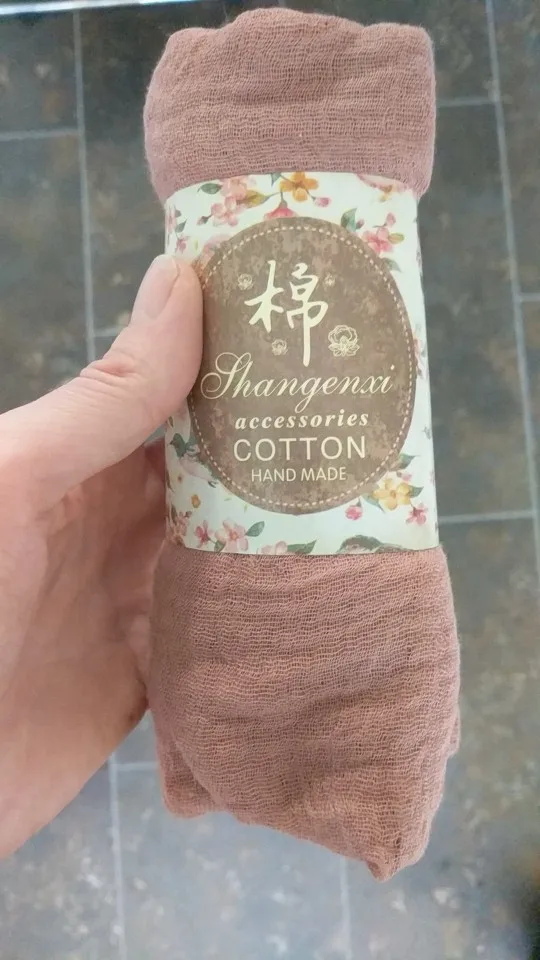 棉
Shangenxi
accessories
COTTON
HAND MADE